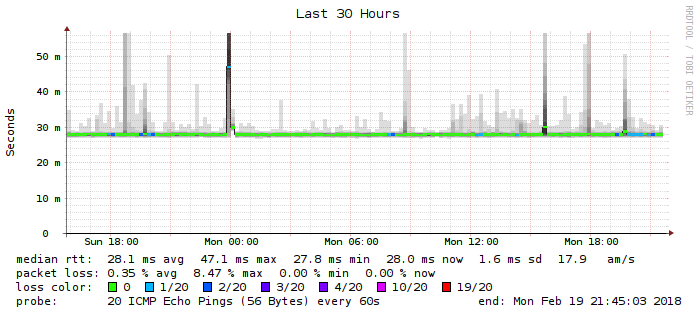 Last 30 Hours
RRDTOOL / TOBI OETIKER
Seconds
50 m
40 m
30 m
20 m
10 m
0
Sun 18:00 Mon 00:00 Mon 06:00 Mon 12:00 Mon 18:00
median rtt: 28.1 ms avg 47.1 ms max 27.8 ms min 28.0 ms now 1.6 ms sd 17.9 am/s
packet loss: 0.35 % avg 8.47 % max 0.00 % min 0.00 % now
loss color: 0 1/20 2/20 3/20 4/20 10/20 19/20
probe: 20 ICMP Echo Pings (56 Bytes) every 60s end: Mon Feb 19 21:45:03 2018